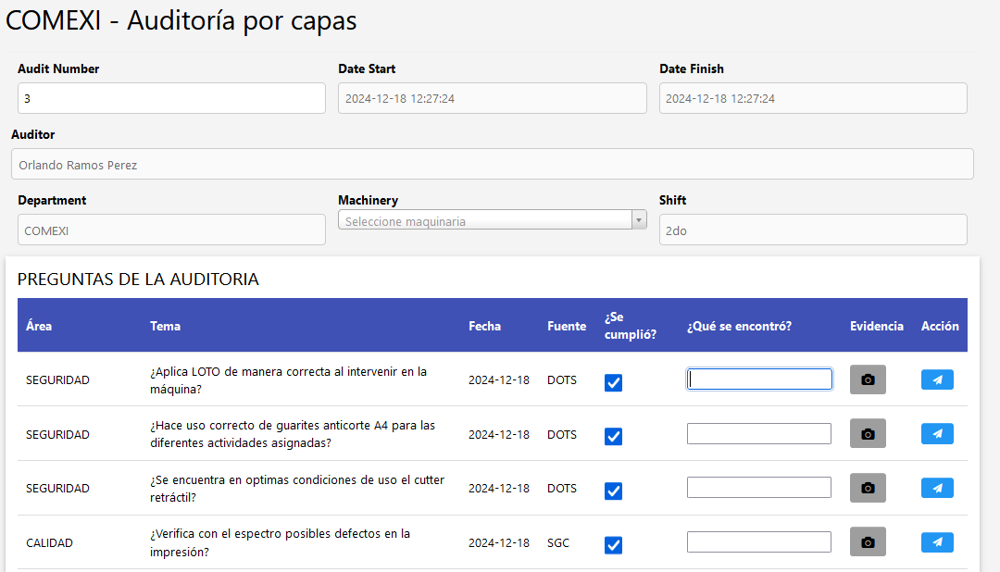 COMEXI - Auditoría por capas
Audit Number
Date Start
Date Finish
3
2024-12-18 12:27:24
2024-12-18 12:27:24
Auditor
Orlando Ramos Perez
Department
Machinery
Shift
COMEXI
Seleccione maquinaria
2do
PREGUNTAS DE LA AUDITORIA
Área
Tema
Fecha
Fuente
¿Se
cumplió?
¿Qué se encontró?
Evidencia
Acción
SEGURIDAD
¿Aplica LOTO de manera correcta al intervenir en la
máquina?
2024-12-18
DOTS
SEGURIDAD
¿Hace uso correcto de guarites anticorte A4 para las
diferentes actividades asignadas?
2024-12-18
DOTS
SEGURIDAD
¿Se encuentra en optimas condiciones de uso el cutter
retráctil?
2024-12-18
DOTS
CALIDAD
¿Verifica con el espectro posibles defectos en la
impresión?
2024-12-18
SGC